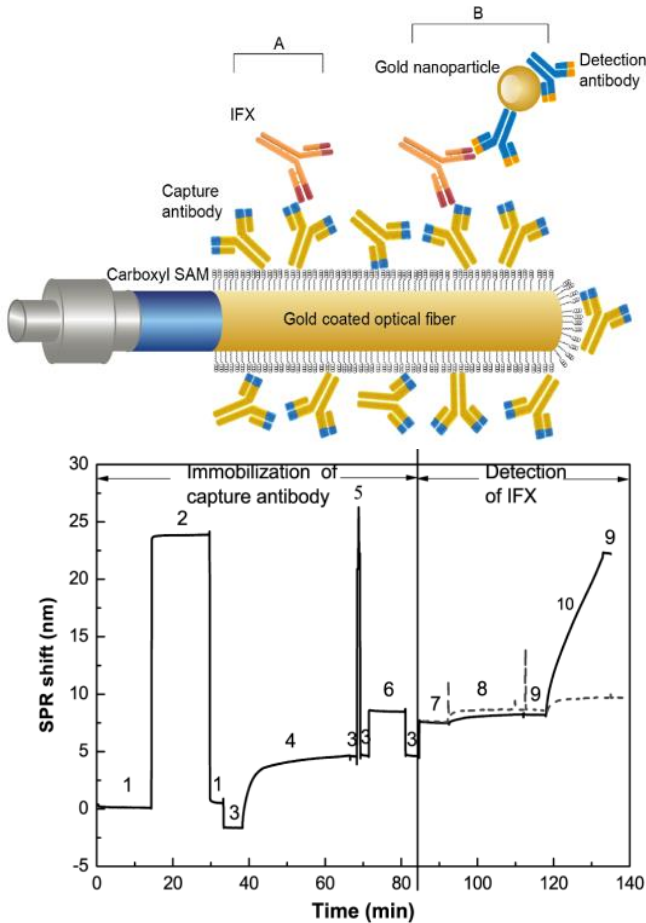 A
B
Gold nanoparticle
Detection
antibody
IFX
Capture
antibody
Carboxyl SAM
Gold coated optical fiber
30
25
20
15
10
5
0
-5
SPR shift (nm)
Immobilization of
capture antibody
Detection
of IFX
1
2
1
3
4
3
5
3
6
3
7
8
9
10
9
0
20
40
60
80
100
120
140
Time (min)